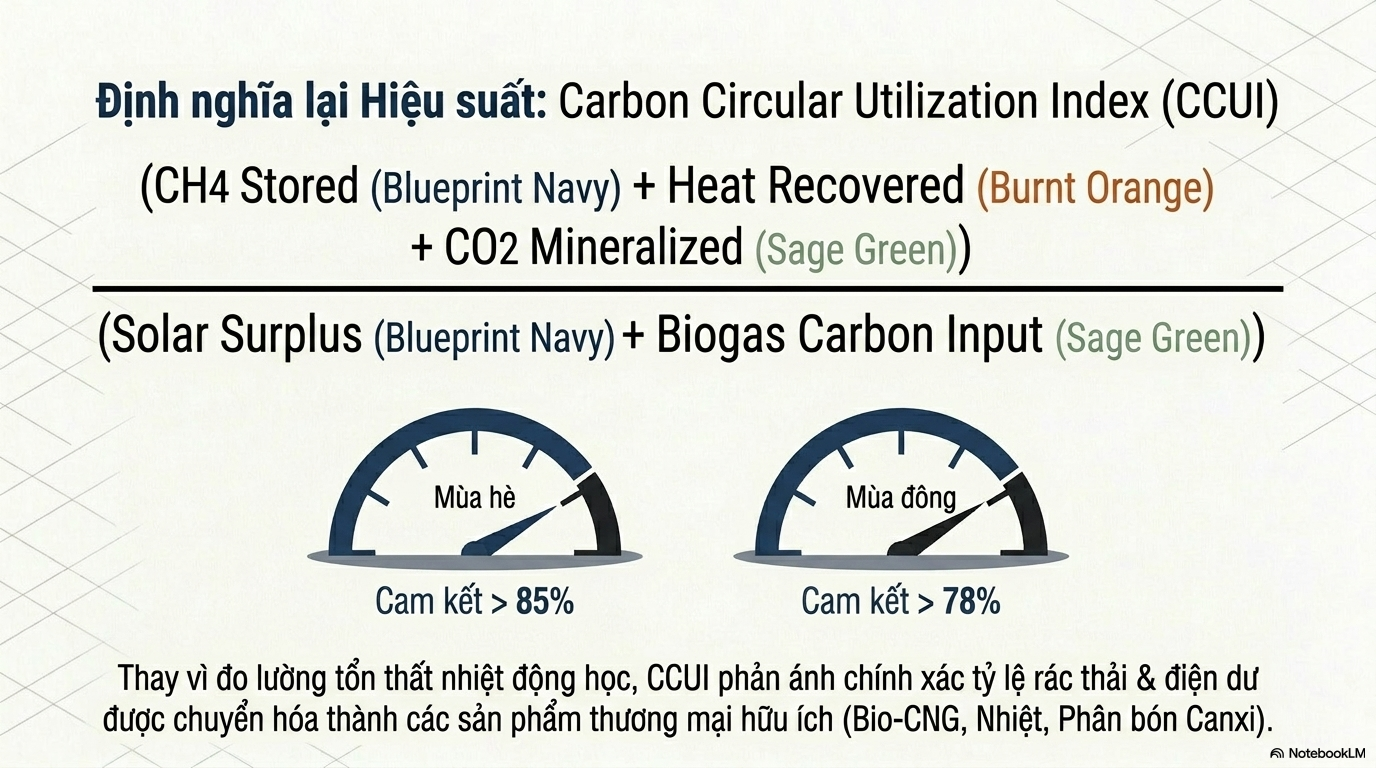 Định nghĩa lại Hiệu suất: Carbon Circular Utilization Index (CCUI)
(CH4 Stored (Blueprint Navy) + Heat Recovered (Burnt Orange)
+ CO2 Mineralized (Sage Green))
(Solar Surplus (Blueprint Navy) + Biogas Carbon Input (Sage Green))
Mùa hè
Cam kết > 85%
Mùa đông
Cam kết > 78%
Thay vì đo lường tổn thất nhiệt động học, CCUI phản ánh chính xác tỷ lệ rác thải & điện dư
được chuyển hóa thành các sản phẩm thương mại hữu ích (Bio-CNG, Nhiệt, Phân bón Canxi).
NotebookLM